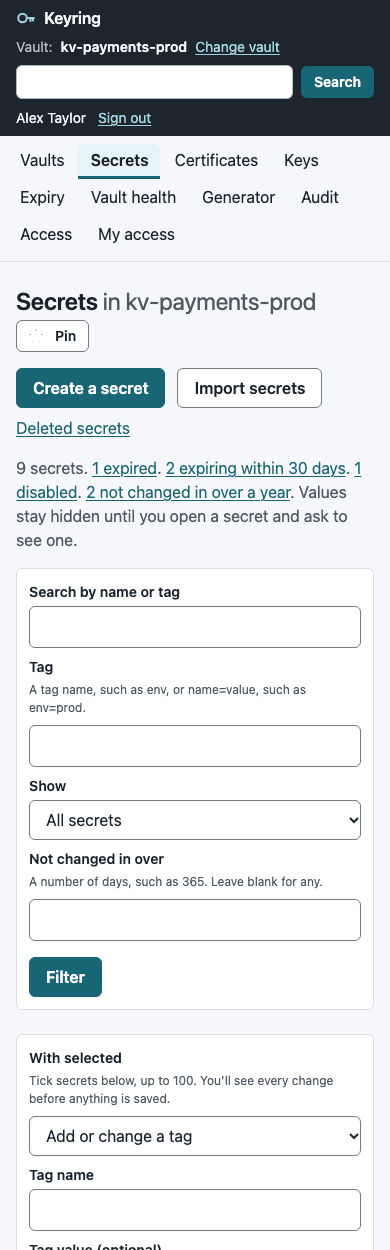 Keyring
Vault: kv-payments-prod Change vault
Search
Alex Taylor Sign out
Vaults Secrets Certificates Keys
Expiry Vault health Generator Audit
Access My access
Secrets in kv-payments-prod
Pin
Create a secret Import secrets
Deleted secrets
9 secrets. 1 expired. 2 expiring within 30 days. 1
disabled. 2 not changed in over a year. Values
stay hidden until you open a secret and ask to
see one.
Search by name or tag
Tag
A tag name, such as env, or name=value, such as
env=prod.
Show
All secrets
Not changed in over
A number of days, such as 365. Leave blank for any.
Filter
With selected
Tick secrets below, up to 100. You'll see every change
before anything is saved.
Add or change a tag
Tag name
Tag value (optional)